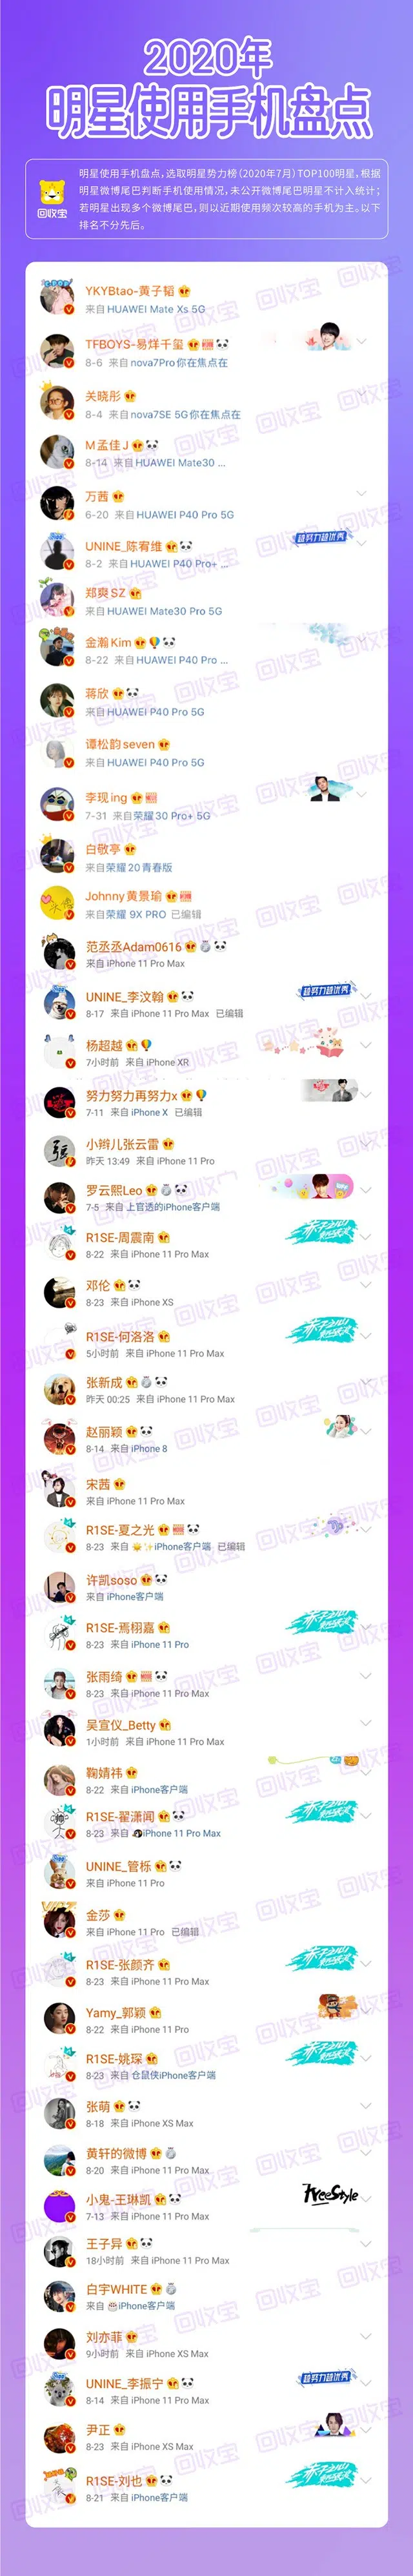 2020年
明星使用手机盘点
回收宝
明星使用手机盘点，选取明星势力榜（2020年7月）TOP100明星，根据
明星微博尾巴判断手机使用情况，未公开微博尾巴明星不计入统计；
若明星出现多个微博尾巴，则以近期使用频次较高的手机为主。以下
排名不分先后。
YKYBtao-黄子韬
来自 HUAWEI Mate Xs 5G
TFBOYS-易烊千玺
8-6 来自 nova7Pro你在焦点在
关晓彤
8-4 来自 nova7SE 5G你在焦点在
M孟佳J
8-14 来自 HUAWEI Mate30 ...
万茜
6-20 来自 HUAWEI P40 Pro 5G
UNINE_陈宥维
超努力超优秀
8-2 来自 HUAWEI P40 Pro+ ...
郑爽SZ
来自 HUAWEI Mate30 Pro 5G
金瀚Kim
8-22 来自 HUAWEI P40 Pro ...
蒋欣
来自 HUAWEI P40 Pro 5G
谭松韵seven
来自 HUAWEI P40 Pro 5G
李现ing
7-31 来自 荣耀30 Pro+ 5G
白敬亭
来自 荣耀20青春版
Johnny黄景瑜
来自 荣耀 9X PRO 已编辑
范丞丞Adam0616
来自 iPhone 11 Pro Max
UNINE_李汶翰
超努力超优秀
8-17 来自 iPhone 11 Pro Max 已编辑
杨超越
7小时前 来自 iPhone XR
努力努力再努力x
7-11 来自 iPhone X 已编辑
小辫儿张云雷
昨天 13:49 来自 iPhone 11 Pro
罗云熙Leo
7-5 来自 上官透的iPhone客户端
R1SE-周震南
8-22 来自 iPhone 11 Pro Max
邓伦
8-23 来自 iPhone XS
R1SE-何洛洛
5小时前 来自 iPhone 11 Pro Max
张新成
昨天 00:25 来自 iPhone 11 Pro Max
赵丽颖
8-14 来自 iPhone 8
宋茜
来自 iPhone 11 Pro Max
R1SE-夏之光
8-23 来自 ☀️✨iPhone客户端 已编辑
许凯soso
来自 iPhone客户端
R1SE-焉栩嘉
8-23 来自 iPhone 11 Pro
张雨绮
8-23 来自 iPhone 11 Pro Max
吴宣仪_Betty
1小时前 来自 iPhone 11 Pro Max
鞠婧祎
8-22 来自 iPhone客户端
R1SE-翟潇闻
8-23 来自 iPhone 11 Pro Max
UNINE_管栎
来自 iPhone 11 Pro
金莎
来自 iPhone 11 Pro 已编辑
R1SE-张颜齐
8-23 来自 iPhone 11 Pro Max
Yamy_郭颖
8-22 来自 iPhone 11 Pro
R1SE-姚琛
8-23 来自 仓鼠侠iPhone客户端
张萌
8-18 来自 iPhone XS Max
黄轩的微博
8-20 来自 iPhone 11 Pro Max
小鬼-王琳凯
FreeStyle
7-13 来自 iPhone 11 Pro Max
王子异
18小时前 来自 iPhone 11 Pro Max
白宇WHITE
来自 iPhone客户端
刘亦菲
9小时前 来自 iPhone XS Max
UNINE_李振宁
超努力超优秀
8-14 来自 iPhone 11 Pro Max
尹正
8-23 来自 iPhone XS Max
R1SE-刘也
8-21 来自 iPhone客户端